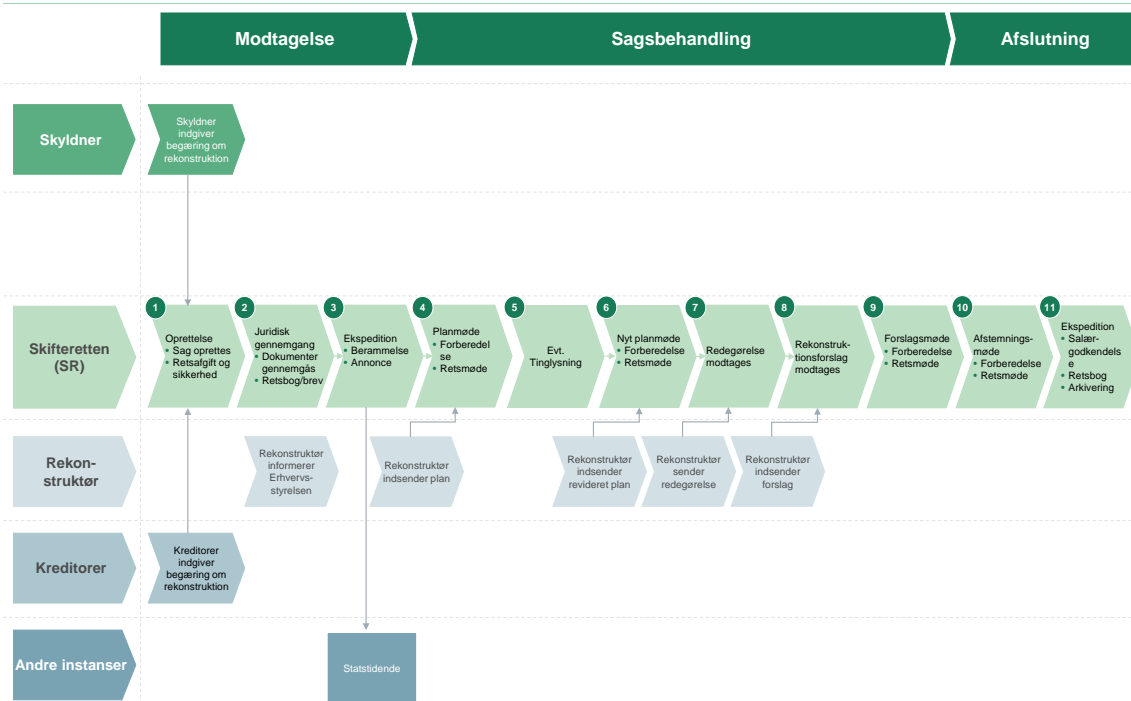 Modtagelse
Sagsbehandling
Afslutning
Skyldner
Skyldner
indgiver
begæring om
rekonstruktion
Skifteretten
(SR)
1
Oprettelse
• Sag oprettes
• Retsafgift og
sikkerhed
2
Juridisk
gennemgang
• Dokumenter
gennemgås
• Retsbog/brev
3
Ekspedition
• Berammelse
• Annonce
4
Planmøde
• Forberedel
se
• Retsmøde
5
Evt.
Tinglysning
6
Nyt planmøde
• Forberedelse
• Retsmøde
7
Redegørelse
modtages
8
Rekonstruk-
tionsforslag
modtages
9
Forslagsmøde
• Forberedelse
• Retsmøde
10
Afstemnings-
møde
• Forberedelse
• Retsmøde
11
Ekspedition
• Salær-
godkendels
e
• Retsbog
• Arkivering
Rekon-
struktør
Rekonstruktør
informerer
Erhvervs-
styrelsen
Rekonstruktør
indsender plan
Rekonstruktør
indsender
revideret plan
Rekonstruktør
sender
redegørelse
Rekonstruktør
indsender
forslag
Kreditorer
Kreditorer
indgiver
begæring om
rekonstruktion
Andre instanser
Statstidende